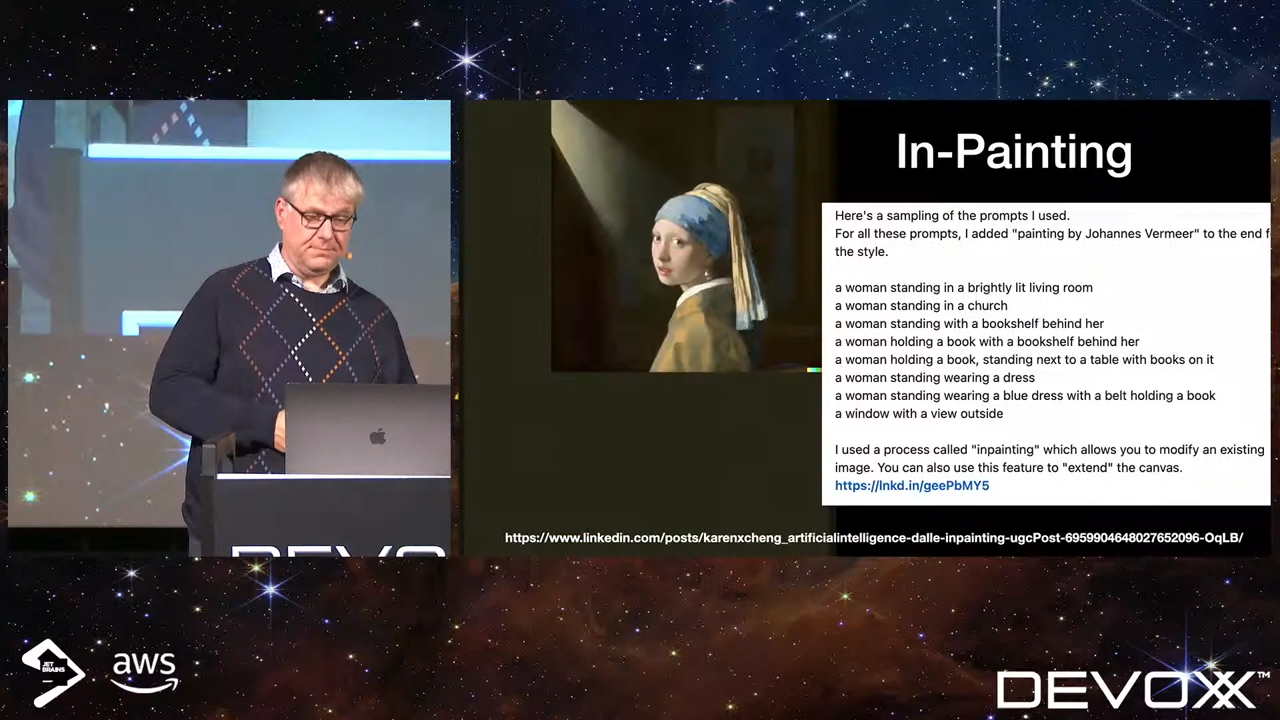 In-Painting
Here's a sampling of the prompts I used.
For all these prompts, I added "painting by Johannes Vermeer" to the end f
the style.
a woman standing in a brightly lit living room
a woman standing in a church
a woman standing with a bookshelf behind her
a woman holding a book with a bookshelf behind her
a woman holding a book, standing next to a table with books on it
a woman standing wearing a dress
a woman standing wearing a blue dress with a belt holding a book
a window with a view outside
I used a process called "inpainting" which allows you to modify an existing
image. You can also use this feature to "extend" the canvas.
https://lnkd.in/geePbMY5
https://www.linkedin.com/posts/karenxcheng_artificialintelligence-dalle-inpainting-ugcPost-6959904648027652096-OqLB/
DEVO
JET
BRAINS
aws
DEVOXX™